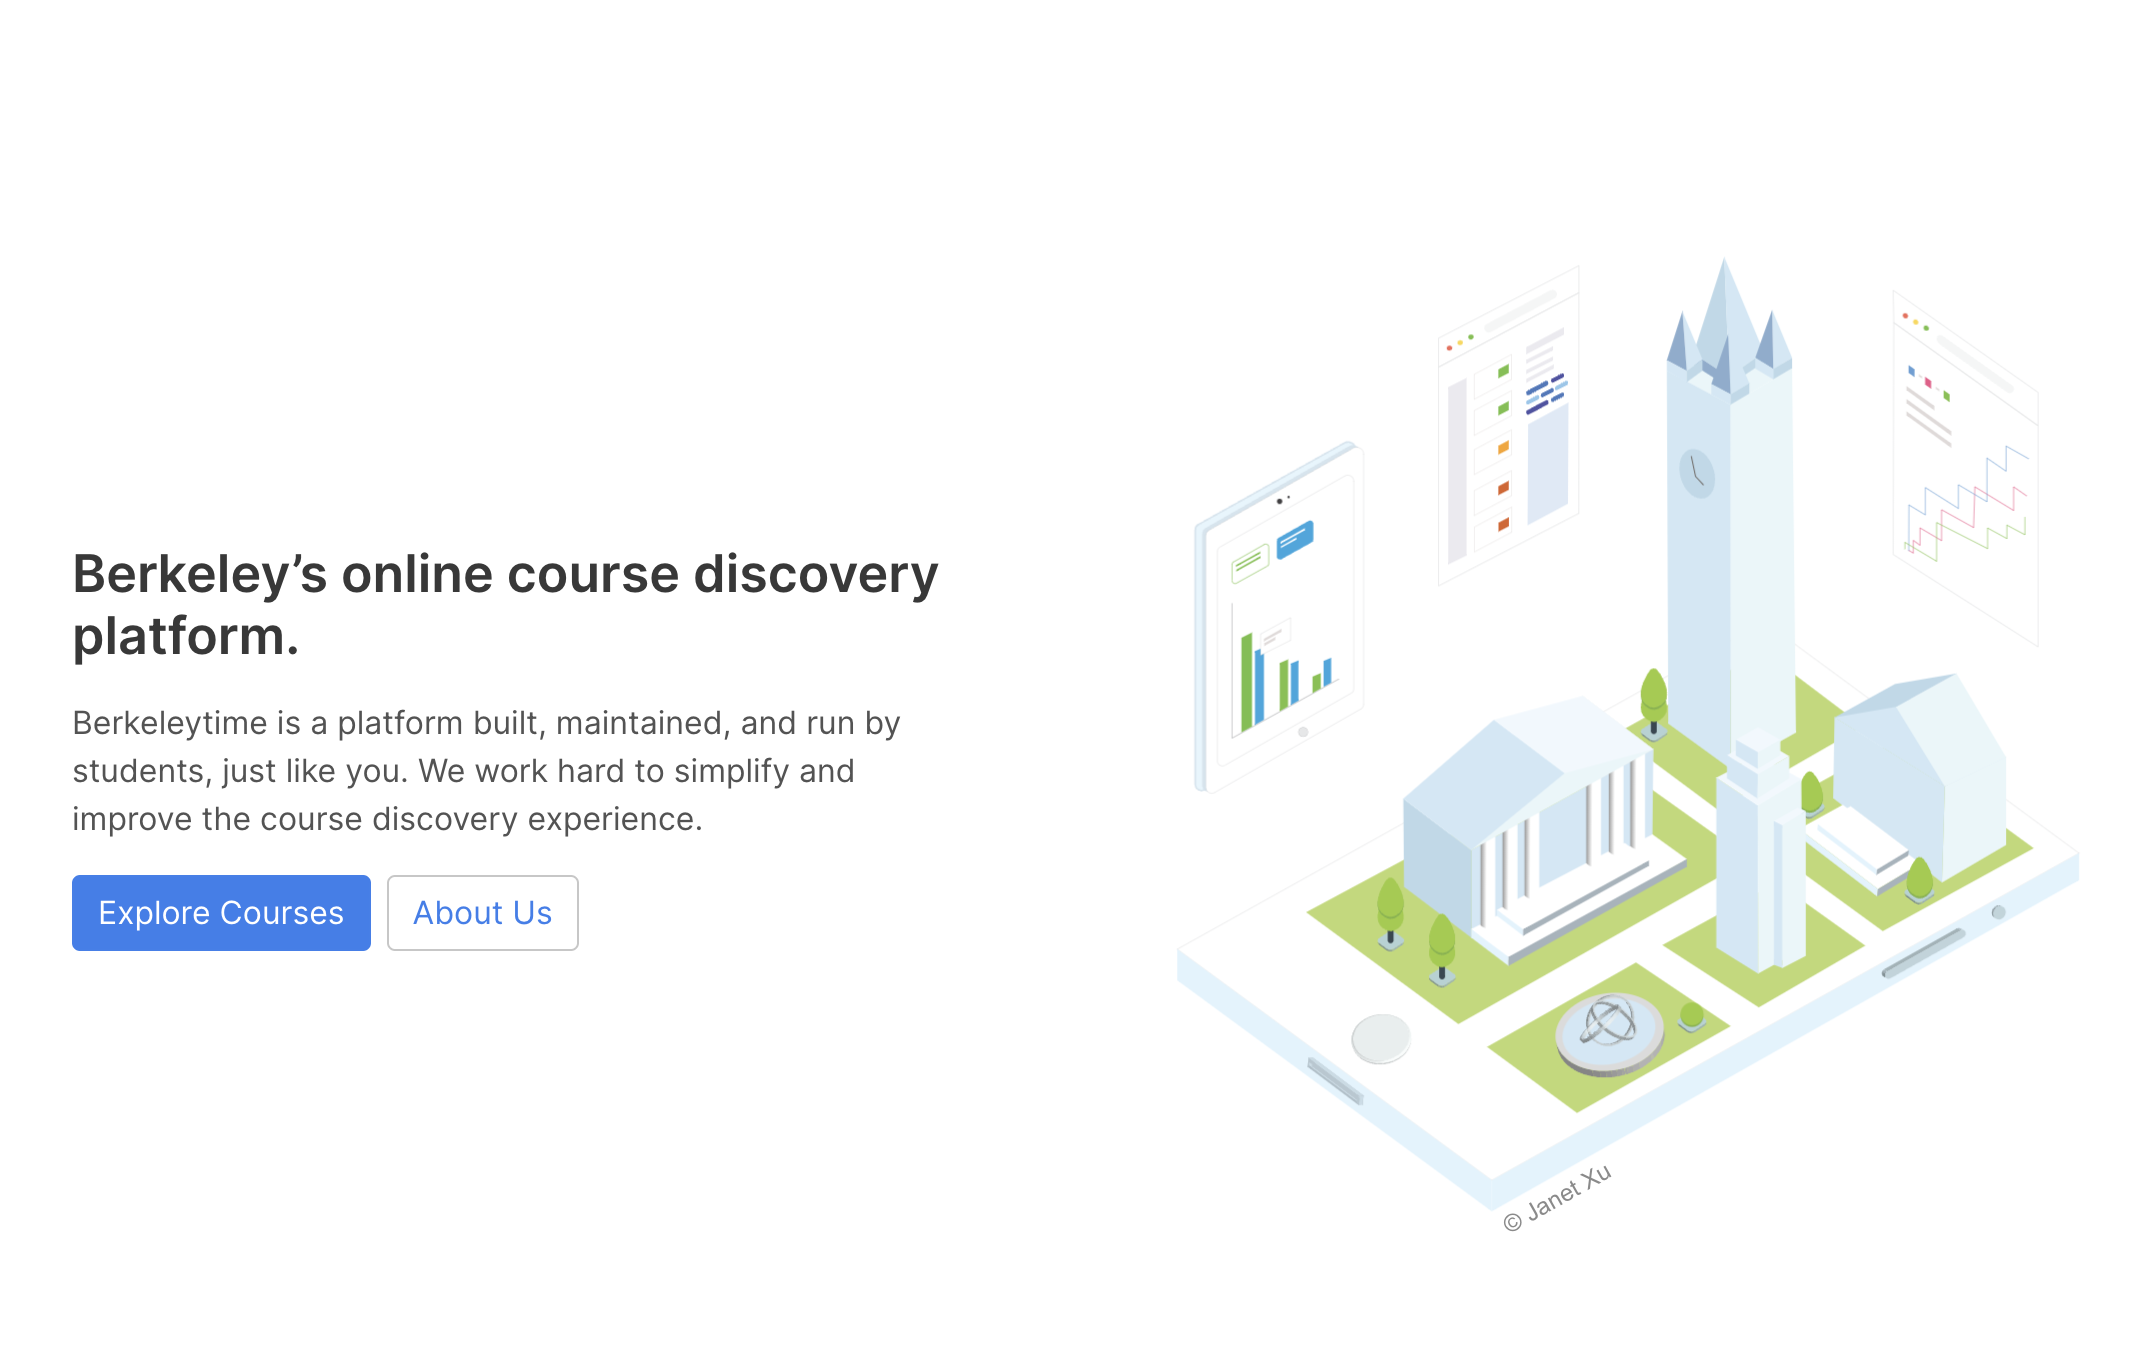 Berkeley’s online course discovery
platform.
Berkeleytime is a platform built, maintained, and run by
students, just like you. We work hard to simplify and
improve the course discovery experience.
Explore Courses
About Us
© Janet Xu